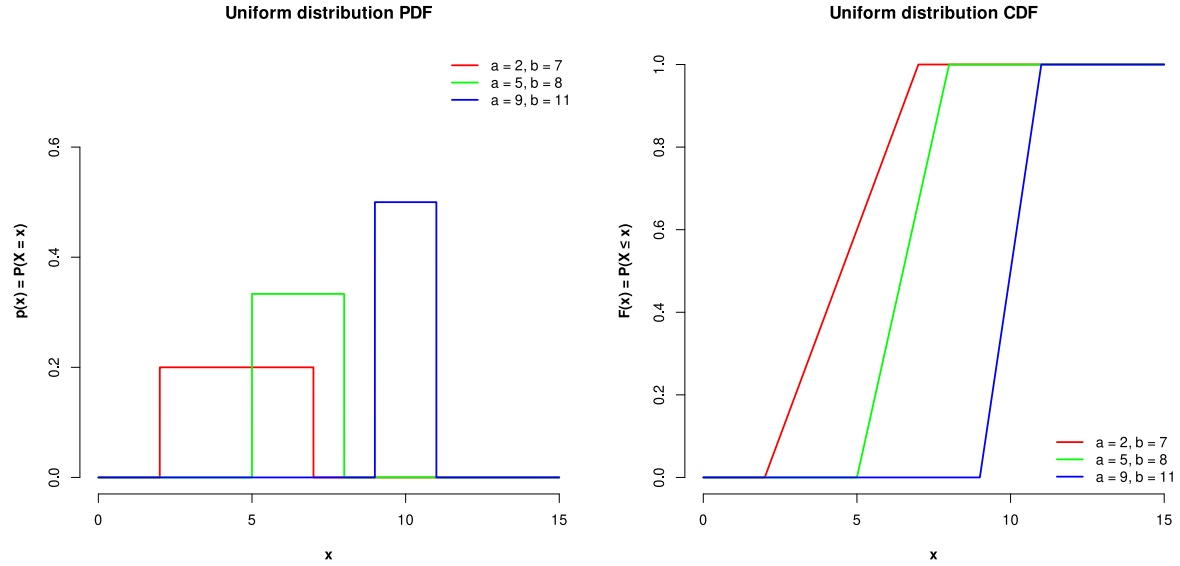 Uniform distribution PDF
a = 2, b = 7
a = 5, b = 8
a = 9, b = 11
p(x) = P(X = x)
0.6
0.4
0.2
0.0
0 5 10 15
x
Uniform distribution CDF
F(x) = P(X ≤ x)
1.0
0.8
0.6
0.4
0.2
0.0
a = 2, b = 7
a = 5, b = 8
a = 9, b = 11
0 5 10 15
x